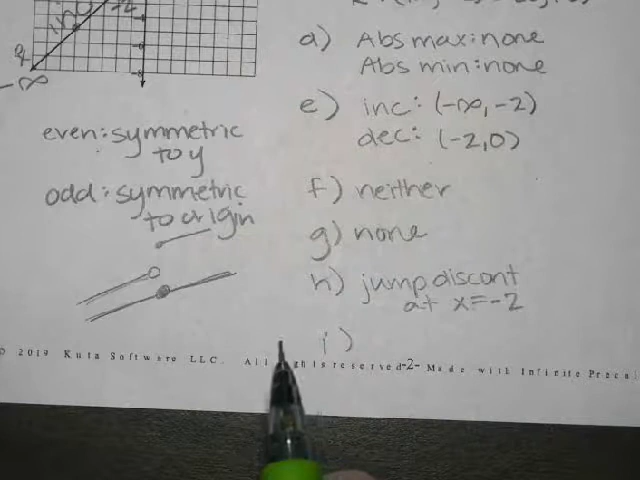 a) Abs max: none
Abs min: none
e) inc: (-∞, -2)
dec: (-2, 0)
even: symmetric
to y
odd: symmetric
to origin
f) neither
g) none
h) jump discont
at x = -2
i)
© 2019 Kuta Software LLC. All rights reserved. -2- Made with Infinite
-∞